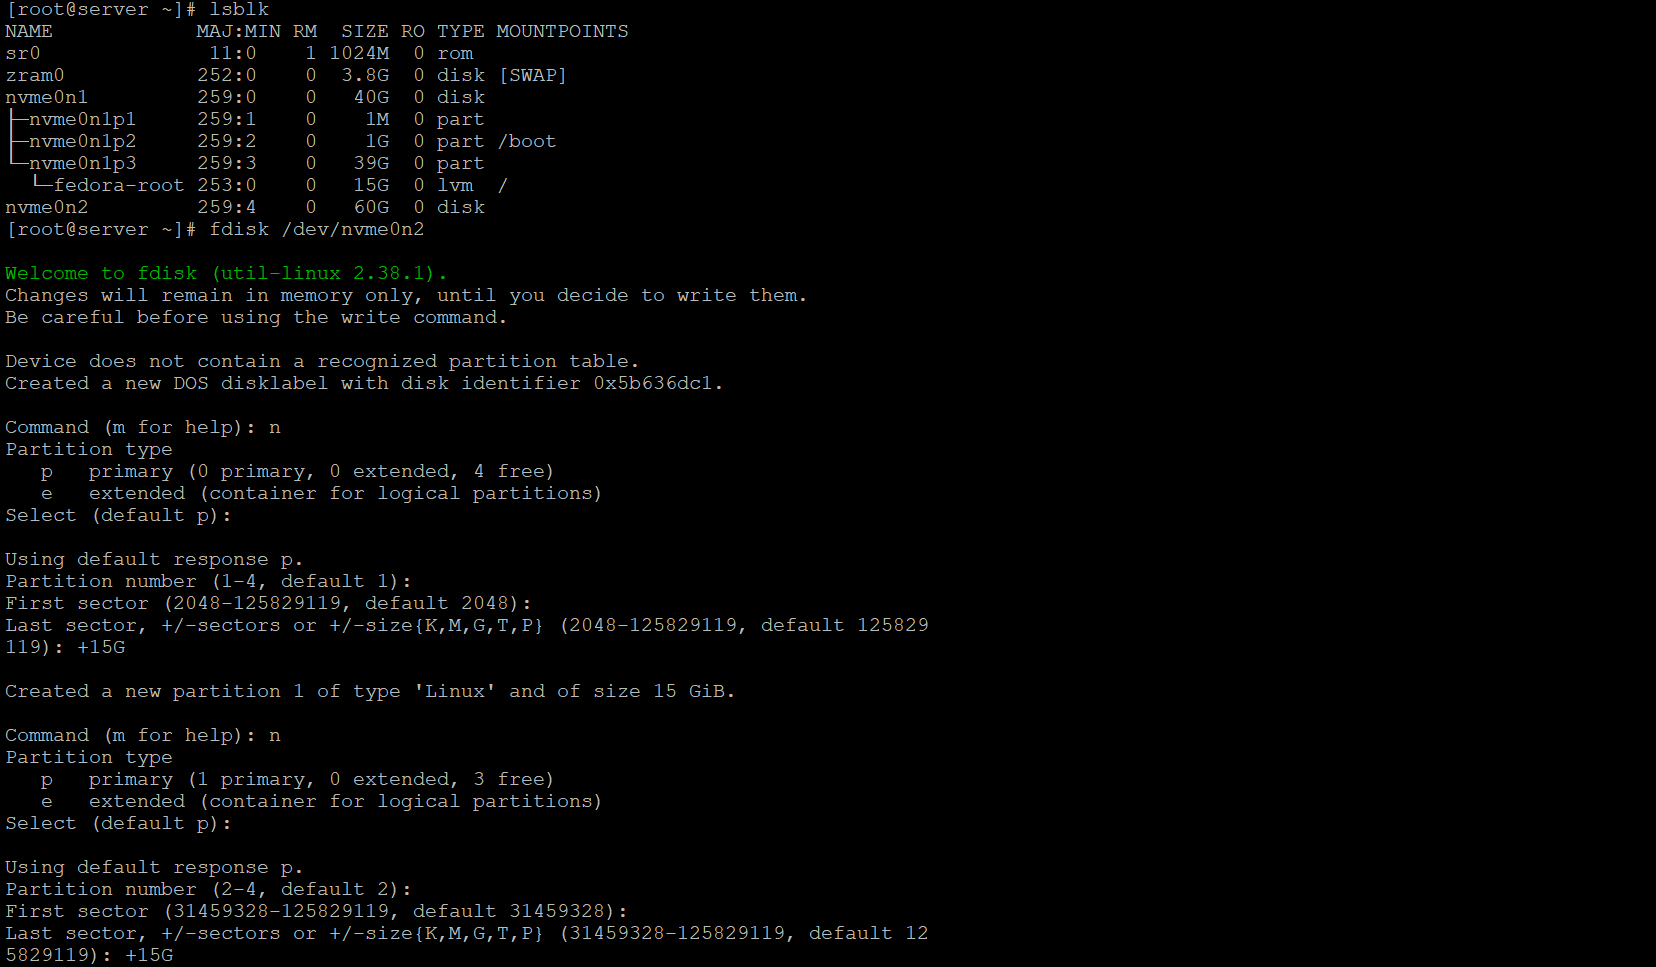 [root@server ~]# lsblk
NAME            MAJ:MIN RM  SIZE RO TYPE MOUNTPOINTS
sr0              11:0    1 1024M  0 rom
zram0           252:0    0  3.8G  0 disk [SWAP]
nvme0n1         259:0    0   40G  0 disk
├─nvme0n1p1     259:1    0    1M  0 part
├─nvme0n1p2     259:2    0    1G  0 part /boot
└─nvme0n1p3     259:3    0   39G  0 part
  └─fedora-root 253:0    0   15G  0 lvm  /
nvme0n2         259:4    0   60G  0 disk
[root@server ~]# fdisk /dev/nvme0n2
Welcome to fdisk (util-linux 2.38.1).
Changes will remain in memory only, until you decide to write them.
Be careful before using the write command.
Device does not contain a recognized partition table.
Created a new DOS disklabel with disk identifier 0x5b636dc1.
Command (m for help): n
Partition type
   p   primary (0 primary, 0 extended, 4 free)
   e   extended (container for logical partitions)
Select (default p):
Using default response p.
Partition number (1-4, default 1):
First sector (2048-125829119, default 2048):
Last sector, +/-sectors or +/-size{K,M,G,T,P} (2048-125829119, default 125829
119): +15G
Created a new partition 1 of type 'Linux' and of size 15 GiB.
Command (m for help): n
Partition type
   p   primary (1 primary, 0 extended, 3 free)
   e   extended (container for logical partitions)
Select (default p):
Using default response p.
Partition number (2-4, default 2):
First sector (31459328-125829119, default 31459328):
Last sector, +/-sectors or +/-size{K,M,G,T,P} (31459328-125829119, default 12
5829119): +15G